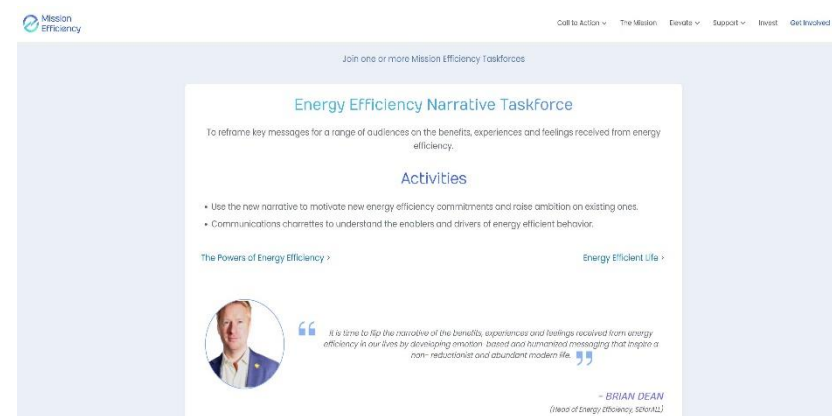 Mission
Efficiency
Call to Action The Mission Elevate Support Invest Get Involved
Join one or more Mission Efficiency Taskforces
Energy Efficiency Narrative Taskforce
To reframe key messages for a range of audiences on the benefits, experiences and feelings received from energy
efficiency.
Activities
• Use the new narrative to motivate new energy efficiency commitments and raise ambition on existing ones.
• Communications charrettes to understand the enablers and drivers of energy efficient behavior.
The Powers of Energy Efficiency >
Energy Efficient Life >
“ It is time to flip the narrative of the benefits, experiences and feelings received from energy
efficiency in our lives by developing emotion-based and humanized messaging that inspire a
non- reductionist and abundant modern life. ”
- BRIAN DEAN
(Head of Energy Efficiency, SEforALL)